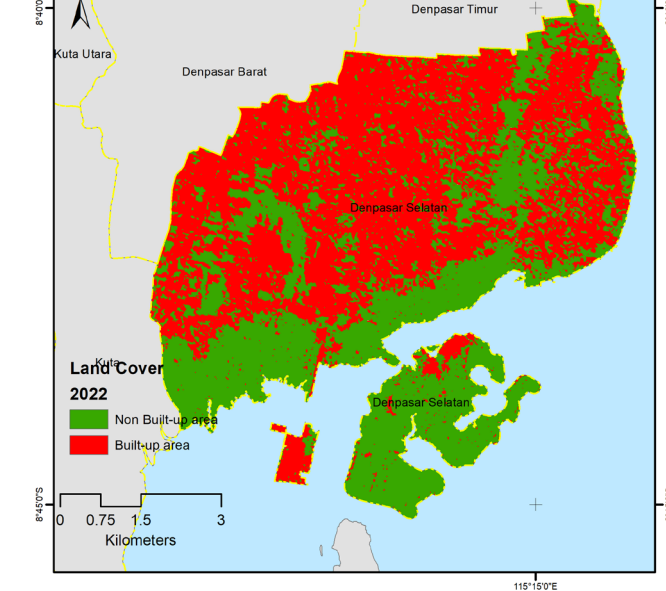 8°40'0"
Denpasar Timur
Kuta Utara
Denpasar Barat
Denpasar Selatan
Kuta
Land Cover
2022
Denpasar Selatan
Non Built-up area
Built-up area
8°45'0"S
0 0.75 1.5 3
Kilometers
115°15'0"E